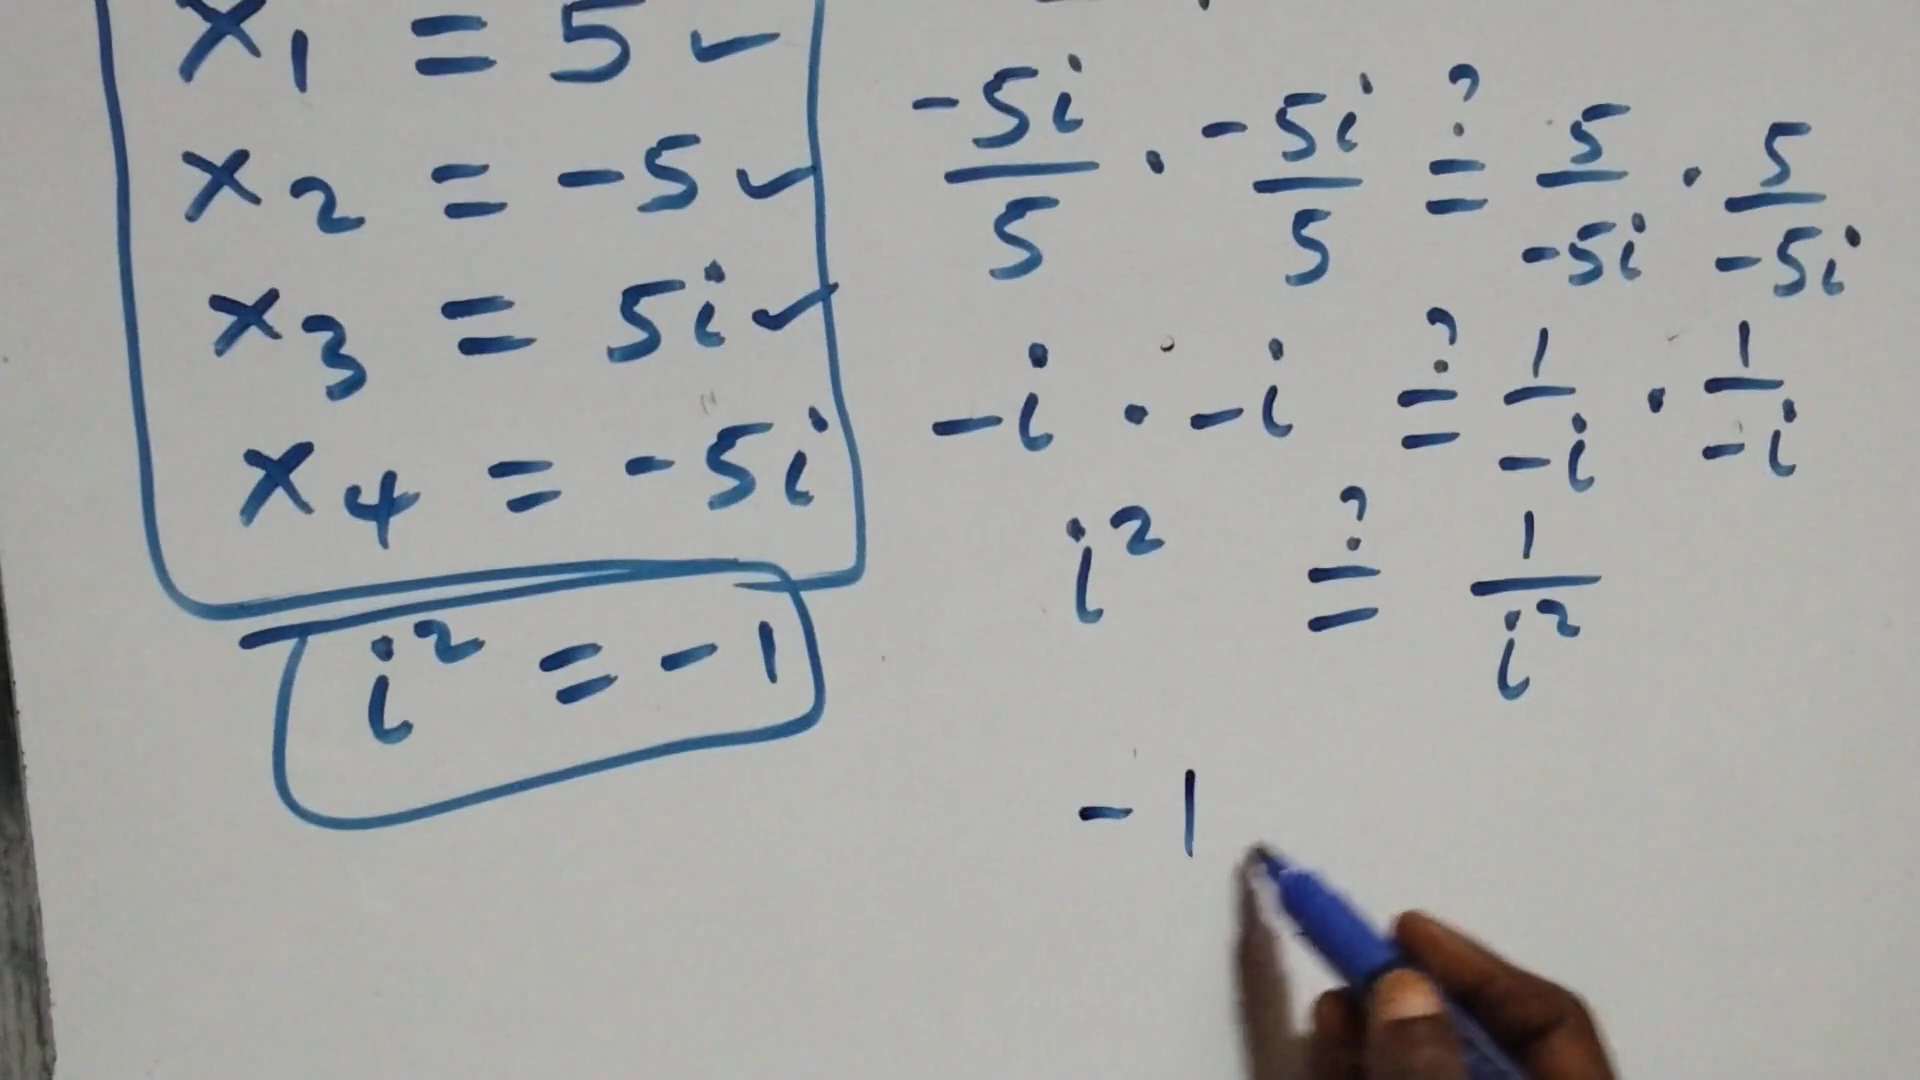 x₁ = 5 ✓
x₂ = -5 ✓
x₃ = 5i ✓
x₄ = -5i
i² = -1
-5i/5 · -5i/5 ≟ 5/-5i · 5/-5i
-i · -i ≟ 1/-i · 1/-i
i² ≟ 1/i²
-1